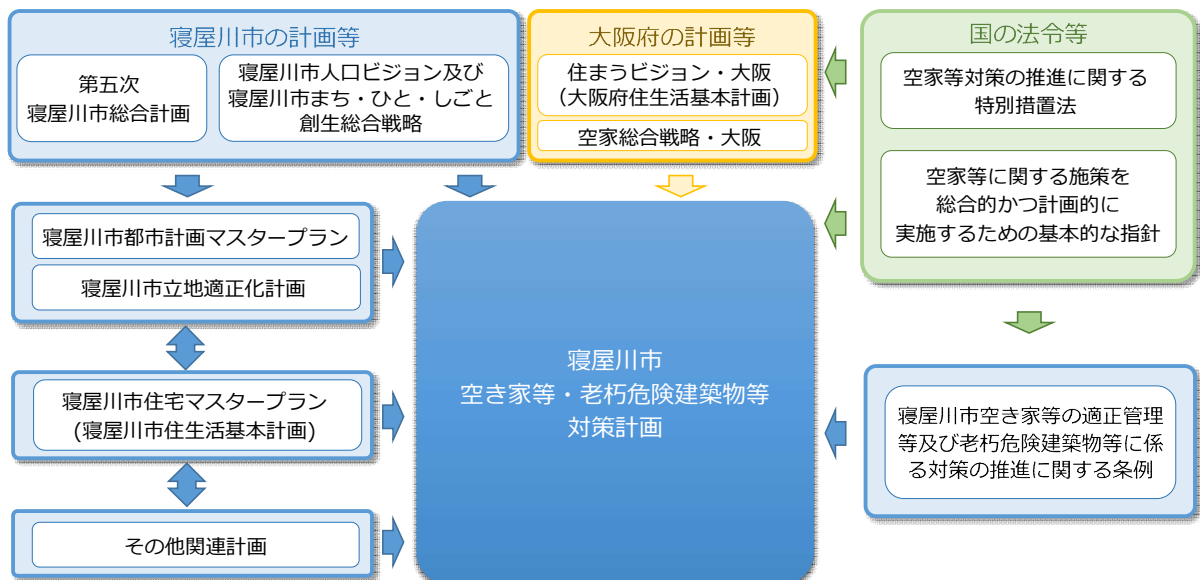 寝屋川市の計画等
第五次
寝屋川市総合計画
寝屋川市人口ビジョン及び
寝屋川市まち・ひと・しごと
創生総合戦略
大阪府の計画等
住まうビジョン・大阪
（大阪府住生活基本計画）
空家総合戦略・大阪
国の法令等
空家等対策の推進に関する
特別措置法
空家等に関する施策を
総合的かつ計画的に
実施するための基本的な指針
寝屋川市都市計画マスタープラン
寝屋川市立地適正化計画
寝屋川市住宅マスタープラン
(寝屋川市住生活基本計画)
その他関連計画
寝屋川市
空き家等・老朽危険建築物等
対策計画
寝屋川市空き家等の適正管理
等及び老朽危険建築物等に係
る対策の推進に関する条例